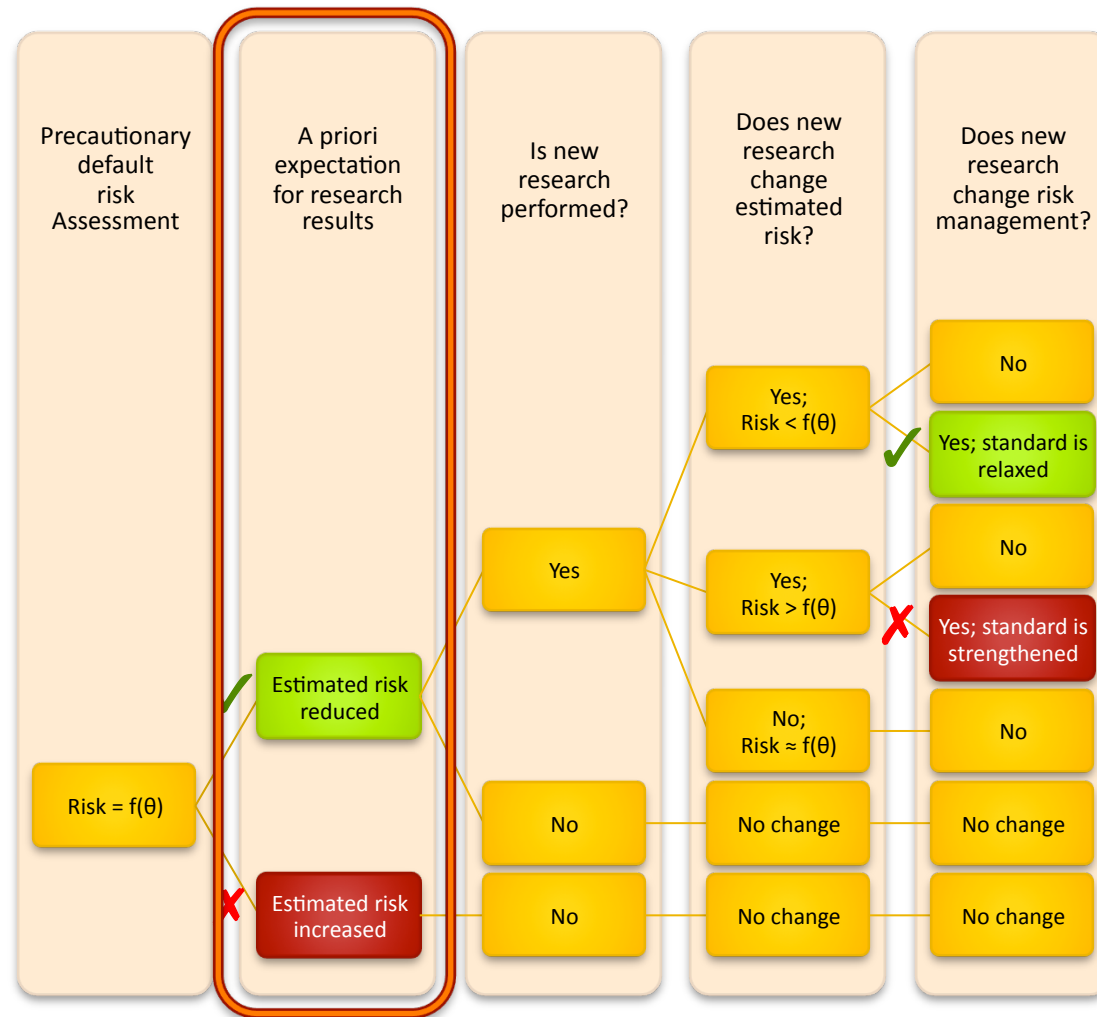 Precautionary
default
risk
Assessment
A priori
expectation
for research
results
Is new
research
performed?
Does new
research
change
estimated
risk?
Does new
research
change risk
management?
Risk = f(θ)
Estimated risk
reduced
Estimated risk
increased
Yes
No
No
Yes;
Risk < f(θ)
Yes;
Risk > f(θ)
No;
Risk ≈ f(θ)
No change
No change
No
Yes; standard is
relaxed
No
Yes; standard is
strengthened
No
No change
No change